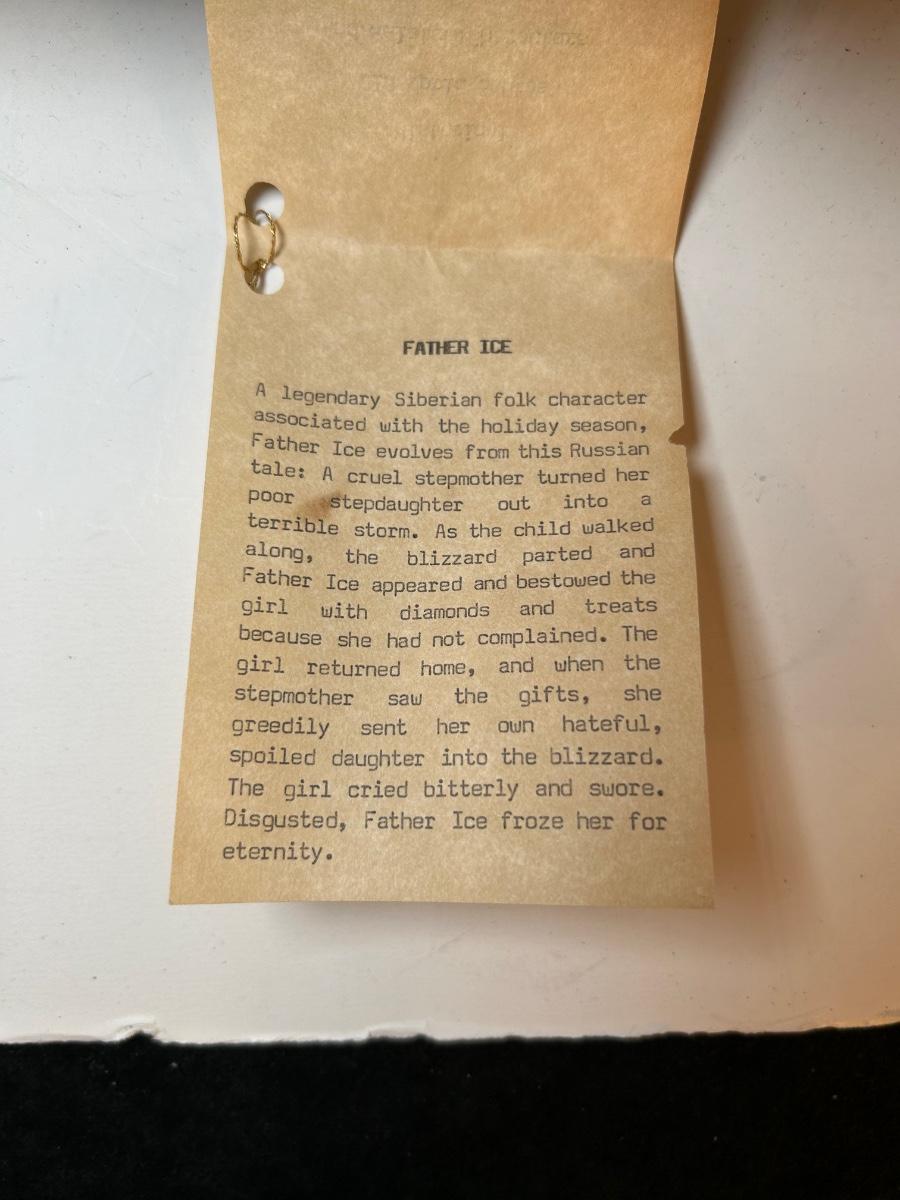 FATHER ICE
A legendary Siberian folk character
associated with the holiday season,
Father Ice evolves from this Russian
tale: A cruel stepmother turned her
poor stepdaughter out into a
terrible storm. As the child walked
along, the blizzard parted and
Father Ice appeared and bestowed the
girl with diamonds and treats
because she had not complained. The
girl returned home, and when the
stepmother saw the gifts, she
greedily sent her own hateful,
spoiled daughter into the blizzard.
The girl cried bitterly and swore.
Disgusted, Father Ice froze her for
eternity.